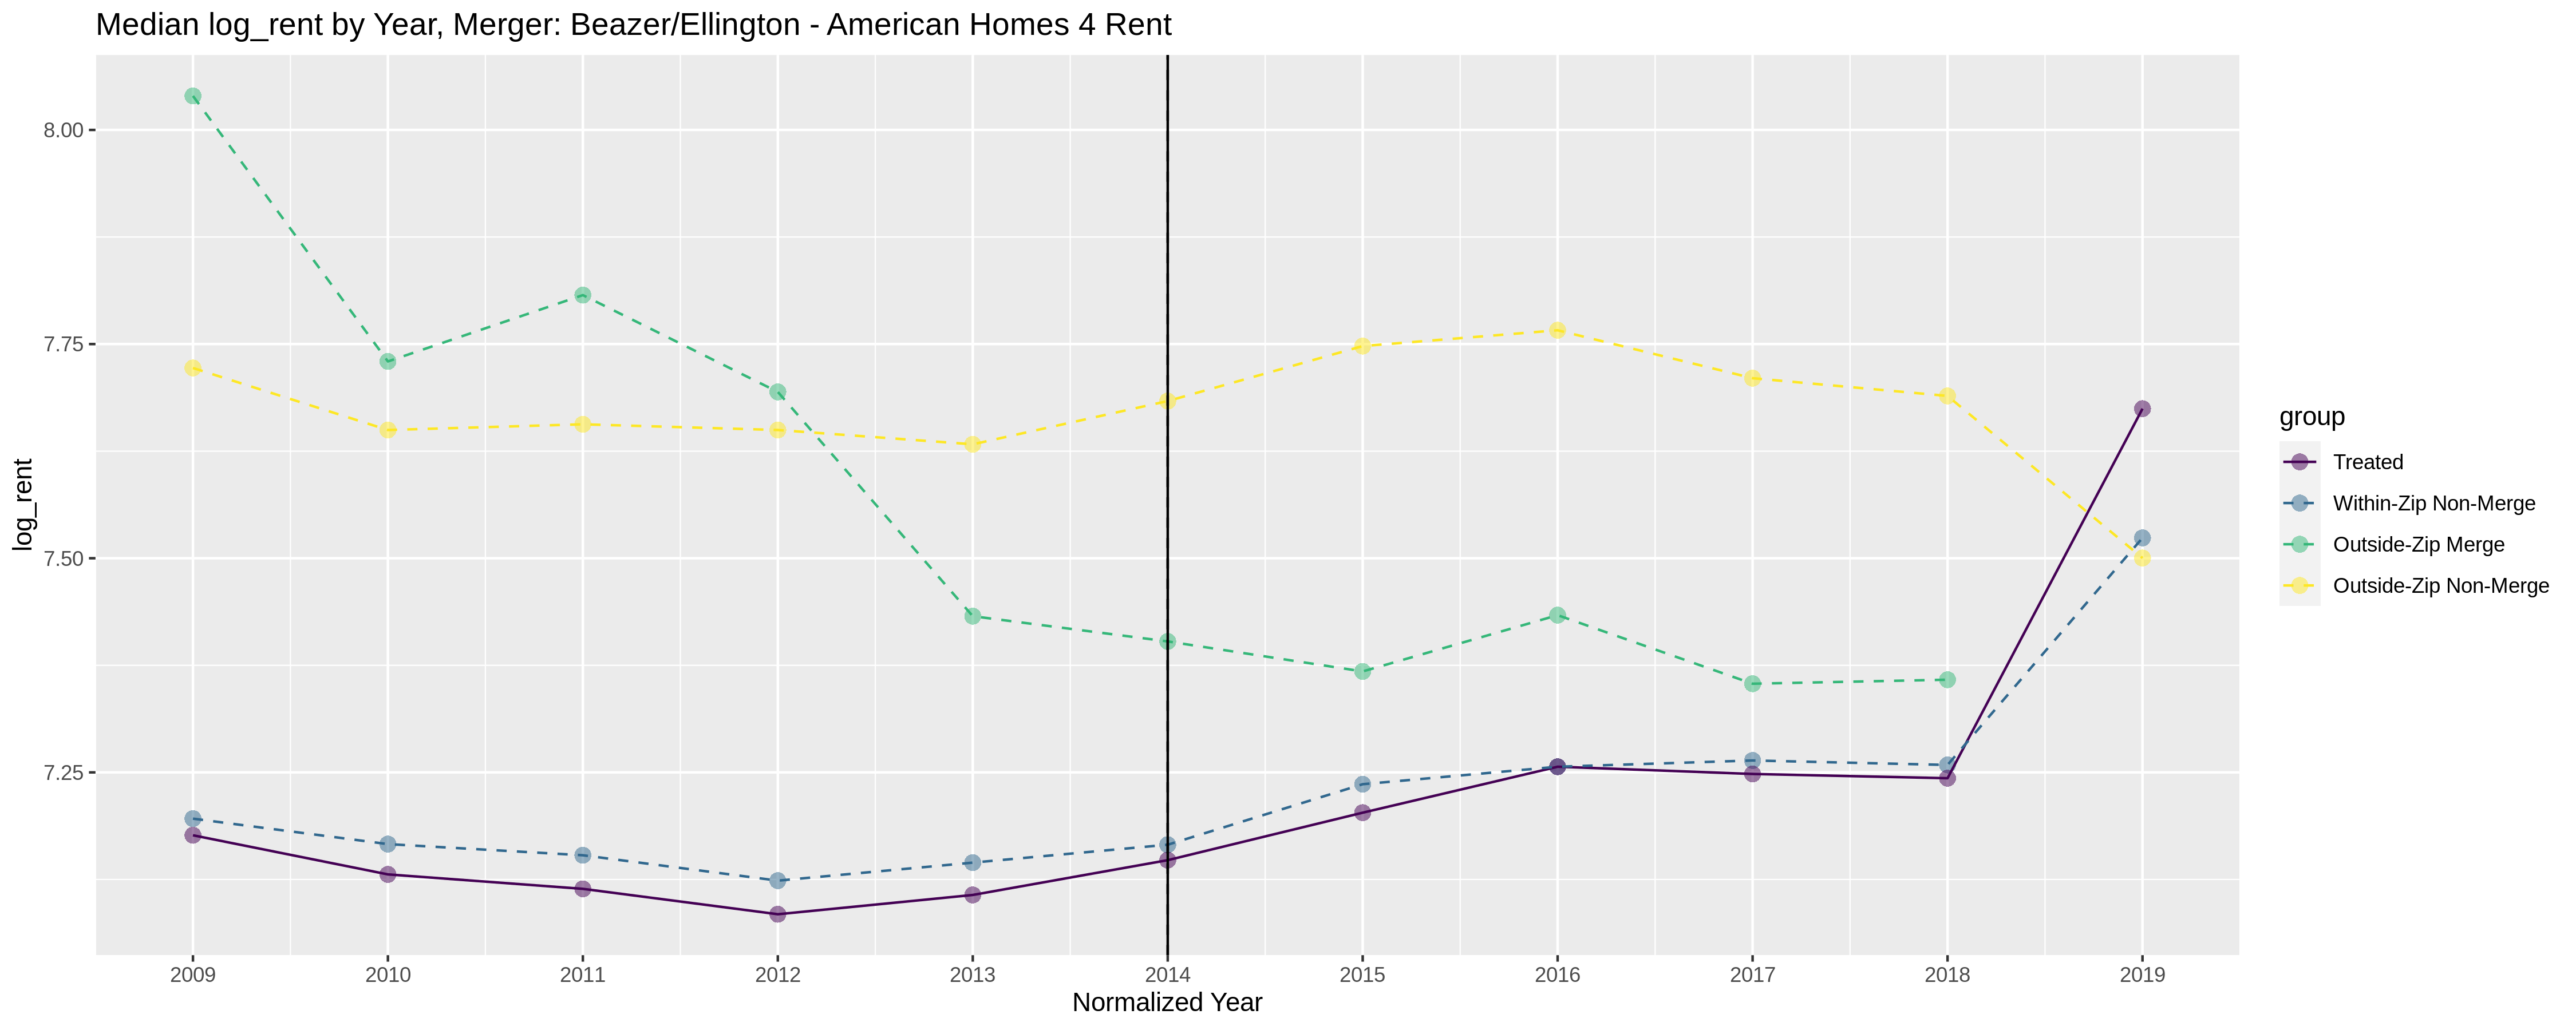 Median log_rent by Year, Merger: Beazer/Ellington - American Homes 4 Rent
log_rent
8.00
7.75
7.50
7.25
2009 2010 2011 2012 2013 2014 2015 2016 2017 2018 2019
Normalized Year
group
Treated
Within-Zip Non-Merge
Outside-Zip Merge
Outside-Zip Non-Merge